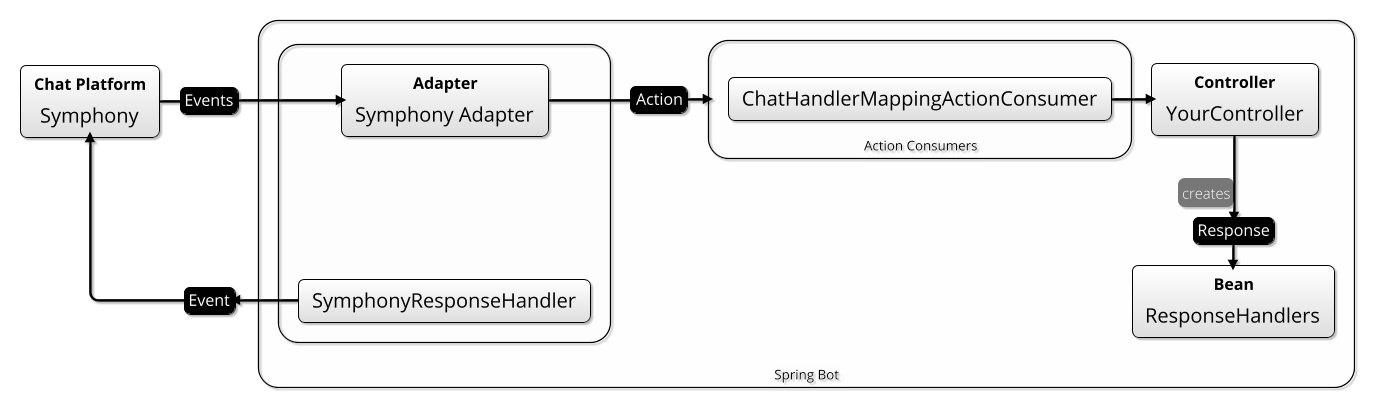 Chat Platform
Symphony
Events
Adapter
Symphony Adapter
Action
ChatHandlerMappingActionConsumer
Action Consumers
Controller
YourController
creates
Response
Bean
ResponseHandlers
SymphonyResponseHandler
Event
Spring Bot